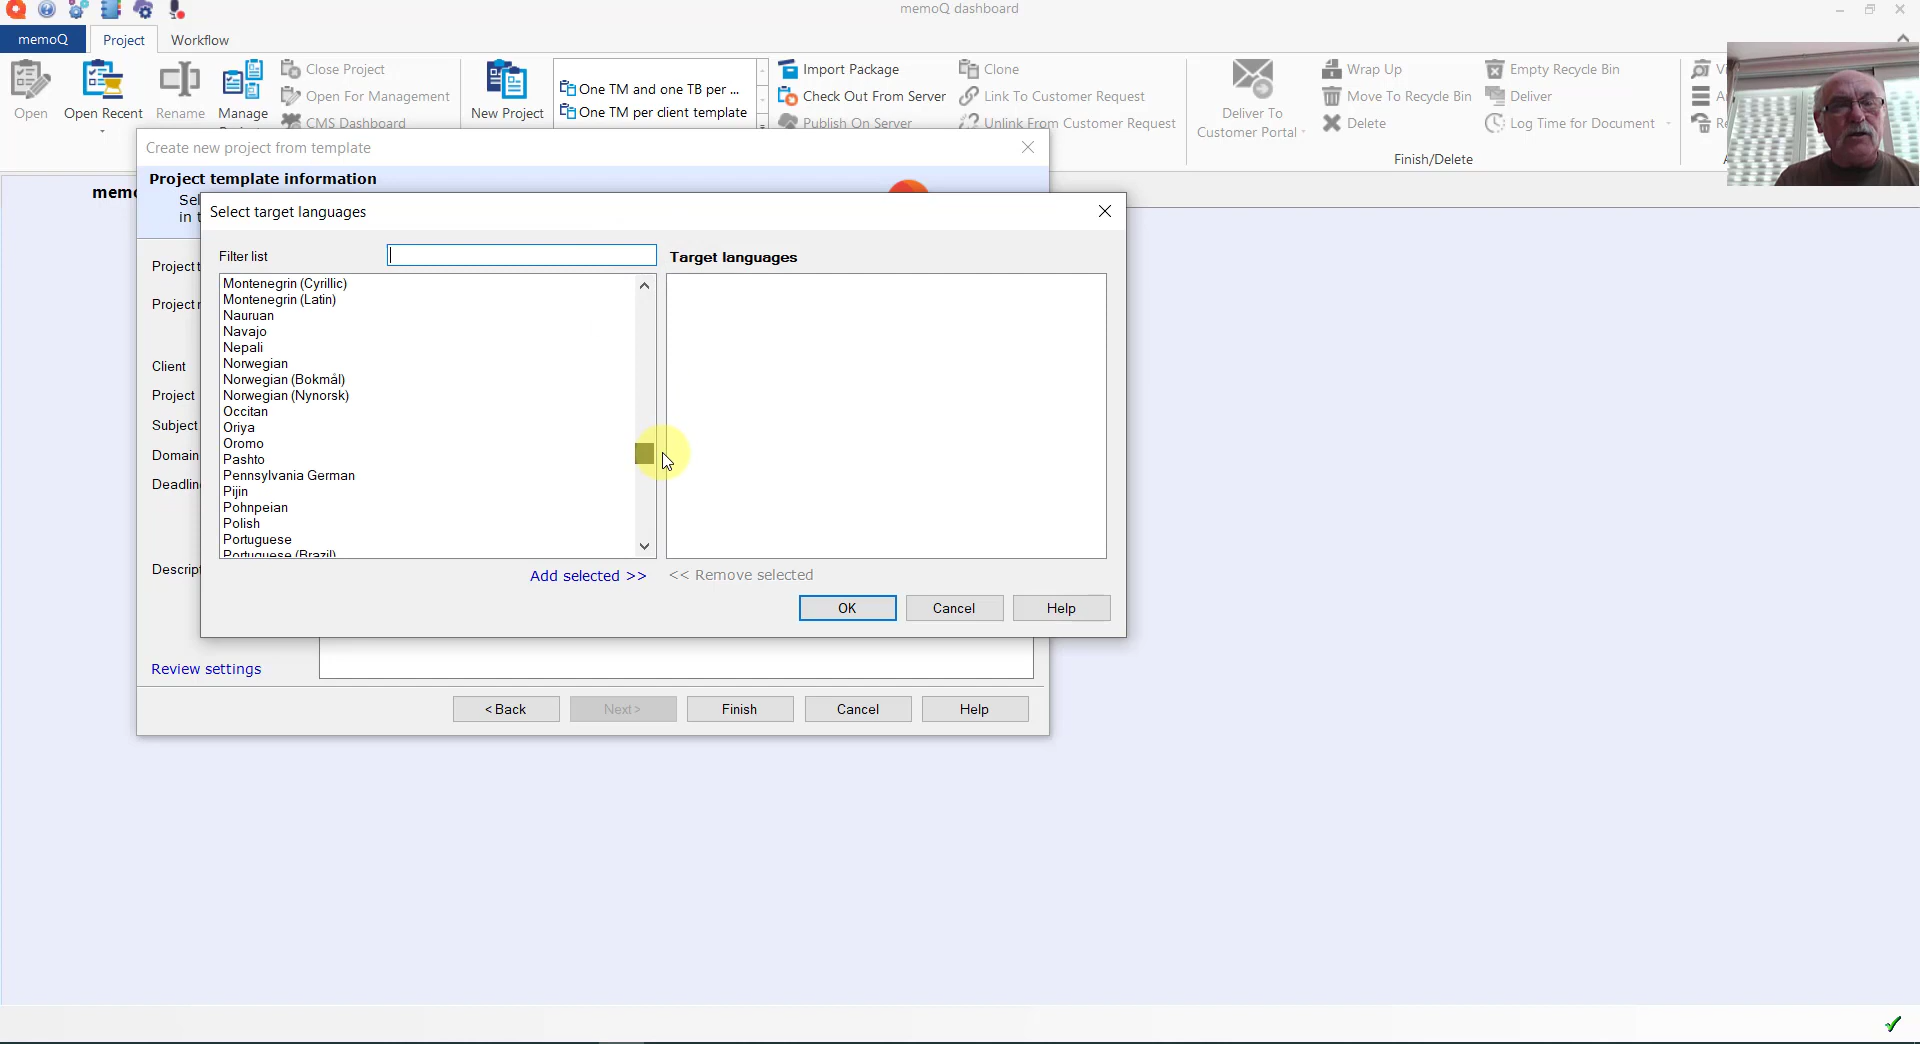 memoQ dashboard
memoQ
Project
Workflow
Open
Open Recent
Rename
Manage
Close Project
Open For Management
CMS Dashboard
New Project
One TM and one TB per ...
One TM per client template
Import Package
Check Out From Server
Publish On Server
Clone
Link To Customer Request
Unlink From Customer Request
Deliver To
Customer Portal
Wrap Up
Move To Recycle Bin
Delete
Empty Recycle Bin
Deliver
Log Time for Document
Finish/Delete
Create new project from template
Project template information
Select target languages
Filter list
Target languages
Montenegrin (Cyrillic)
Montenegrin (Latin)
Nauruan
Navajo
Nepali
Norwegian
Norwegian (Bokmål)
Norwegian (Nynorsk)
Occitan
Oriya
Oromo
Pashto
Pennsylvania German
Pijin
Pohnpeian
Polish
Portuguese
Portuguese (Brazil)
Add selected >>
<< Remove selected
OK
Cancel
Help
Client
Project
Subject
Domain
Review settings
< Back
Next >
Finish
Cancel
Help